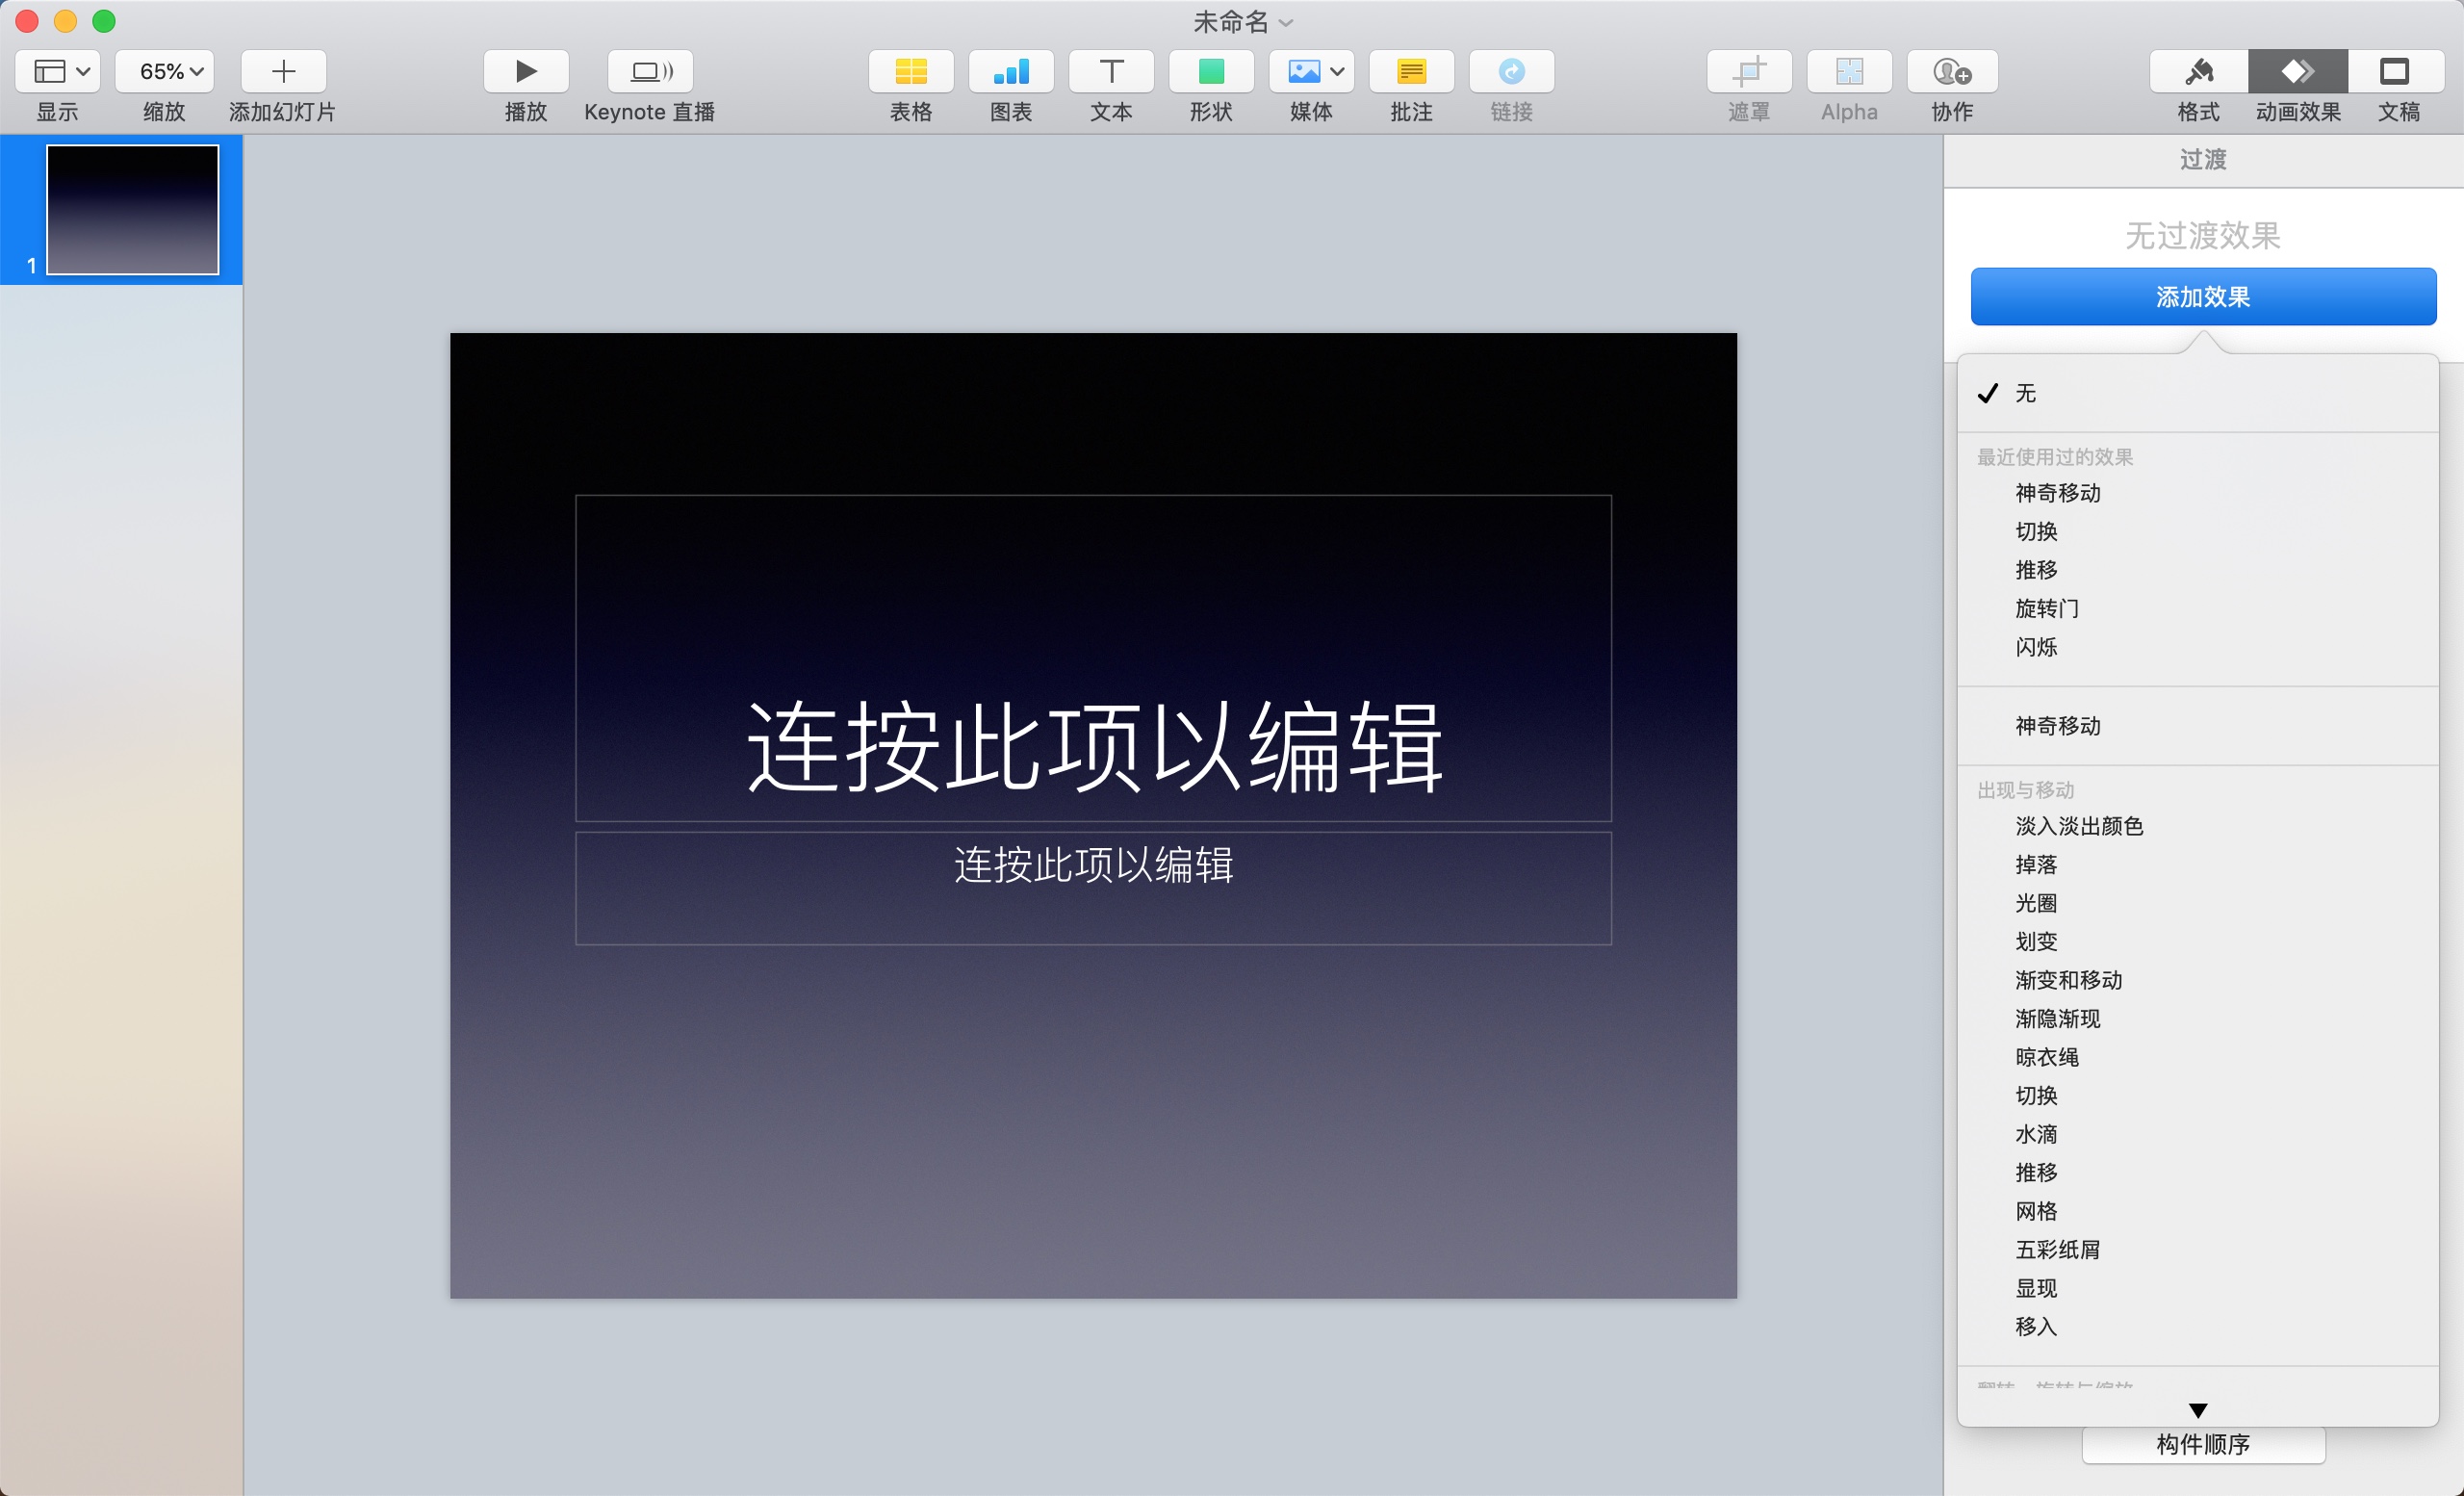 未命名
65%
显示
缩放
添加幻灯片
播放
Keynote 直播
表格
图表
文本
形状
媒体
批注
链接
遮罩
Alpha
协作
格式
动画效果
文稿
1
连按此项以编辑
连按此项以编辑
过渡
无过渡效果
添加效果
无
最近使用过的效果
神奇移动
切换
推移
旋转门
闪烁
神奇移动
出现与移动
淡入淡出颜色
掉落
光圈
划变
渐变和移动
渐隐渐现
晾衣绳
切换
水滴
推移
网格
五彩纸屑
显现
移入
构件顺序